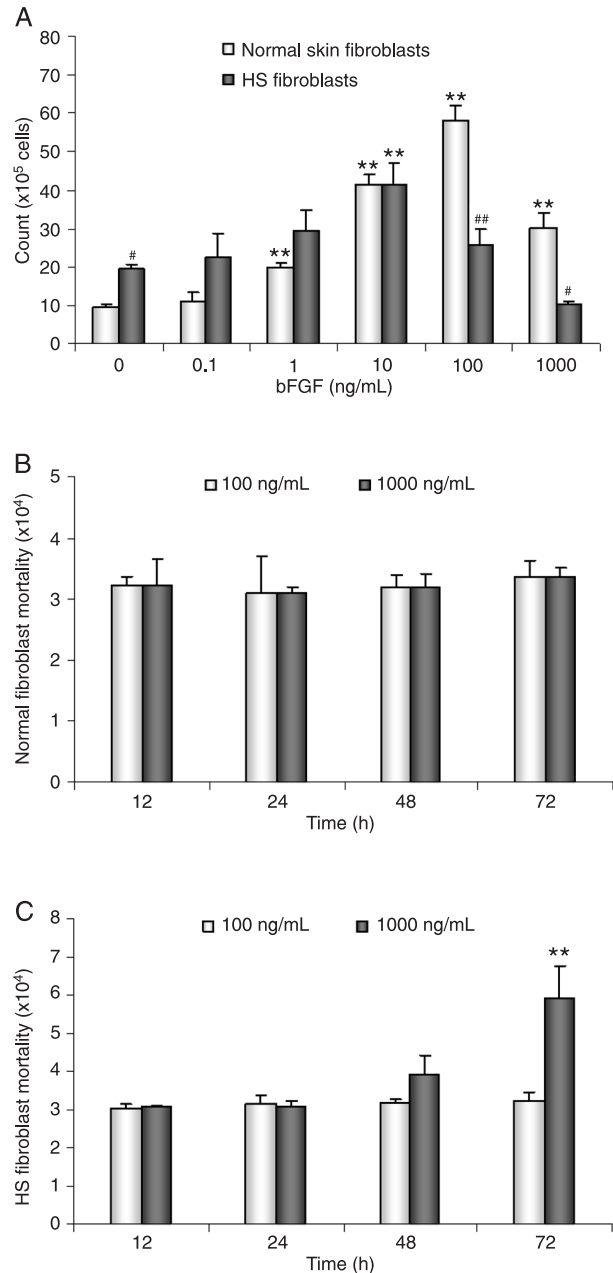 A
80
70
60
50
40
30
20
10
0
Count (x10⁵ cells)
Normal skin fibroblasts
HS fibroblasts
#
**
** **
**
##
**
#
0 0.1 1 10 100 1000
bFGF (ng/mL)
B
5
4
3
2
1
0
Normal fibroblast mortality (x10⁴)
100 ng/mL 1000 ng/mL
12 24 48 72
Time (h)
C
8
7
6
5
4
3
2
1
0
HS fibroblast mortality (x10⁴)
100 ng/mL 1000 ng/mL
**
12 24 48 72
Time (h)